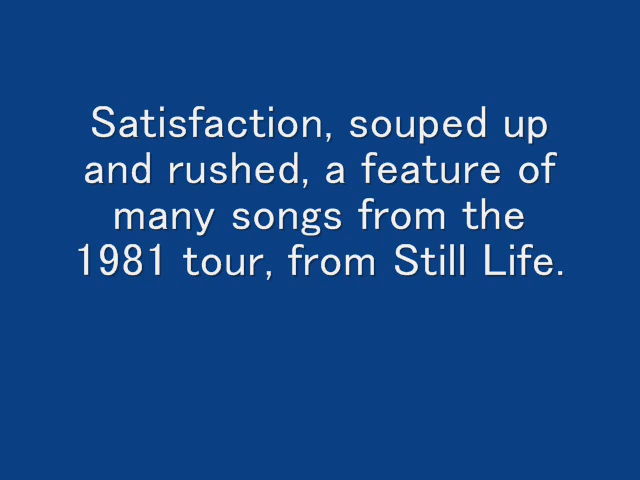 Satisfaction, souped up
and rushed, a feature of
many songs from the
1981 tour, from Still Life.